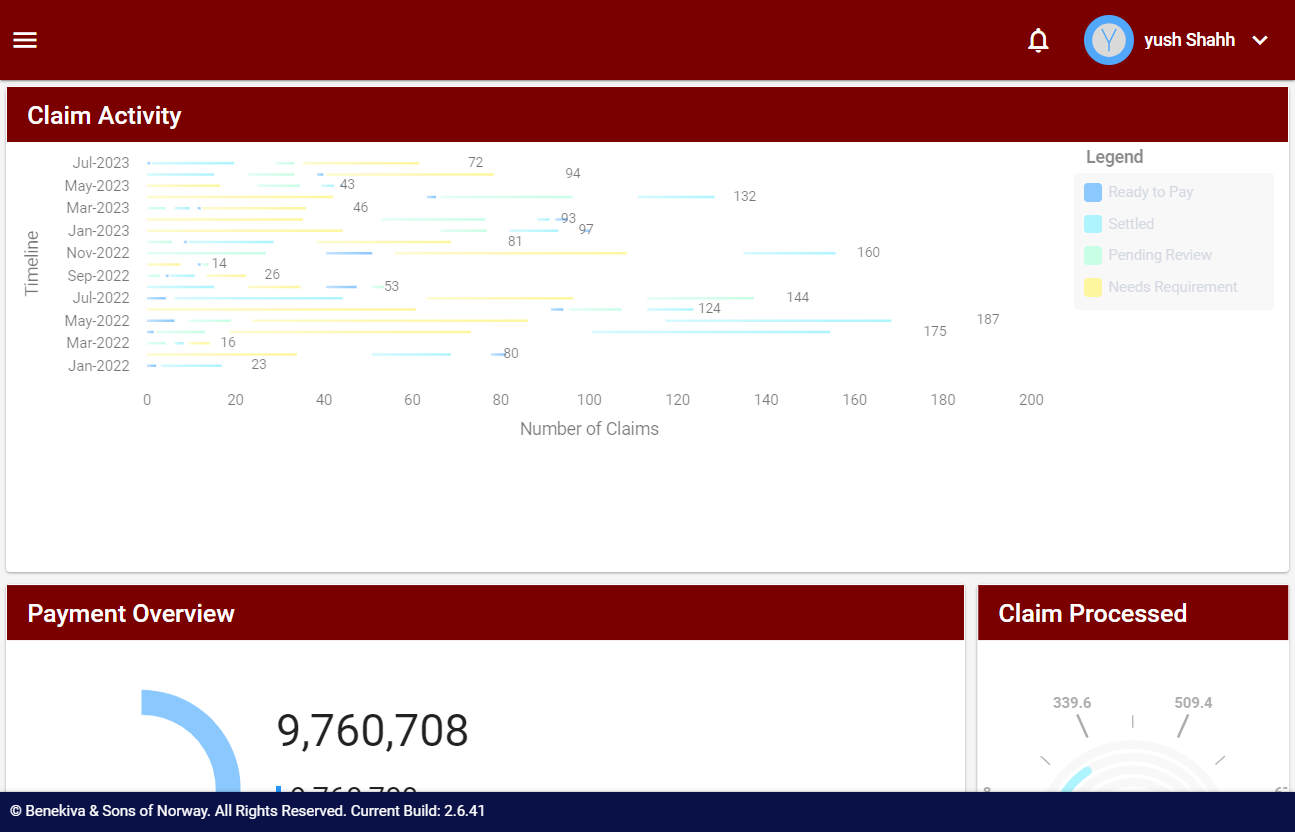 yush Shahh
Claim Activity
Legend
Ready to Pay
Settled
Pending Review
Needs Requirement
Timeline
Jul-2023
May-2023
Mar-2023
Jan-2023
Nov-2022
Sep-2022
Jul-2022
May-2022
Mar-2022
Jan-2022
72
94
43
132
46
93
97
81
160
14
26
53
144
124
187
175
16
80
23
0 20 40 60 80 100 120 140 160 180 200
Number of Claims
Payment Overview
Claim Processed
9,760,708
339.6 509.4
© Benekiva & Sons of Norway. All Rights Reserved. Current Build: 2.6.41